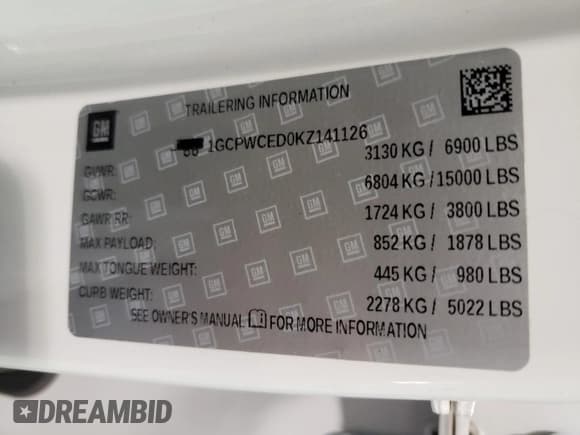 GM
TRAILERING INFORMATION
1GCPWCED0KZ141126
GVWR: 3130 KG / 6900 LBS
GCWR: 6804 KG / 15000 LBS
GAWR RR: 1724 KG / 3800 LBS
MAX PAYLOAD: 852 KG / 1878 LBS
MAX TONGUE WEIGHT: 445 KG / 980 LBS
CURB WEIGHT: 2278 KG / 5022 LBS
SEE OWNER'S MANUAL FOR MORE INFORMATION
DREAMBID